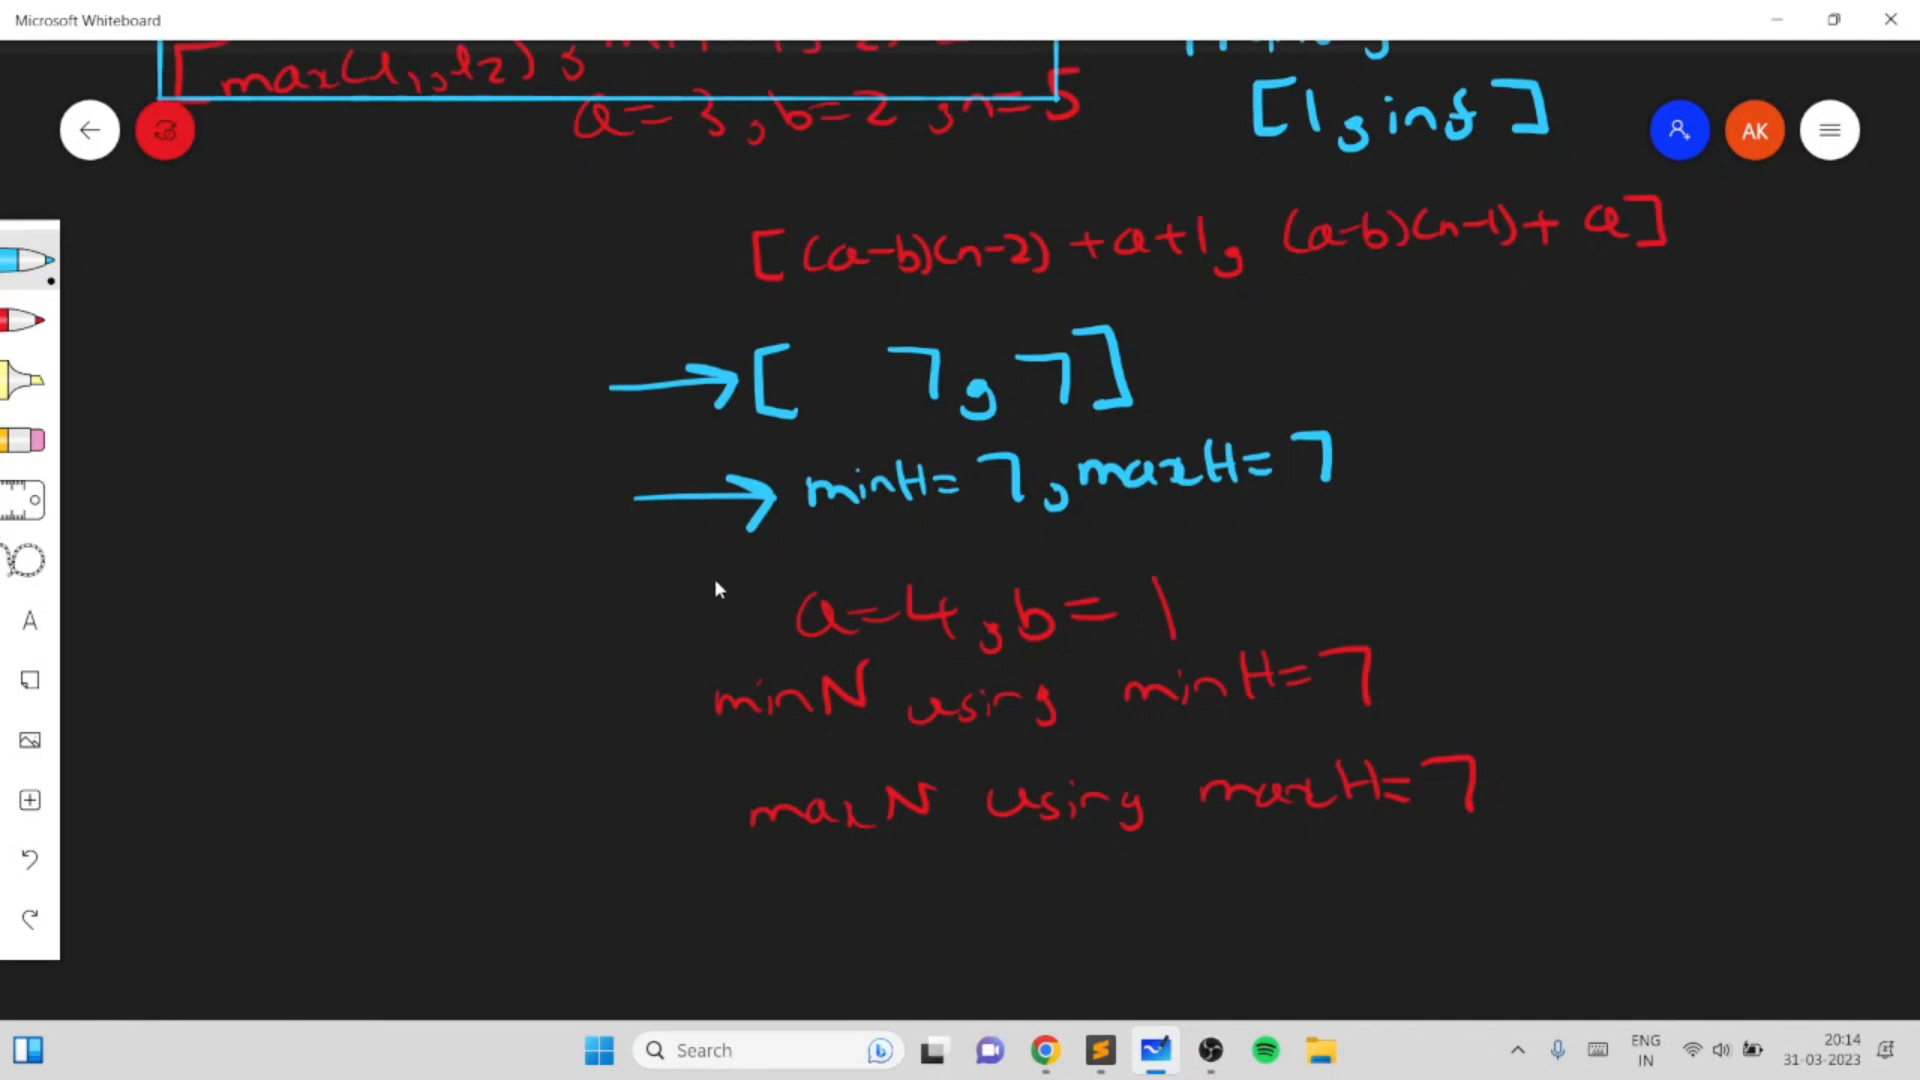 Microsoft Whiteboard
max(l1, l2),
a = 3, b = 2, n = 5
[1, inf]
AK
[(a-b)(n-2) + a + 1, (a-b)(n-1) + a]
[ 7, 7]
minH = 7, maxH = 7
a = 4, b = 1
minN using minH = 7
maxN using maxH = 7
A
Search
ENG
IN
20:14
31-03-2023